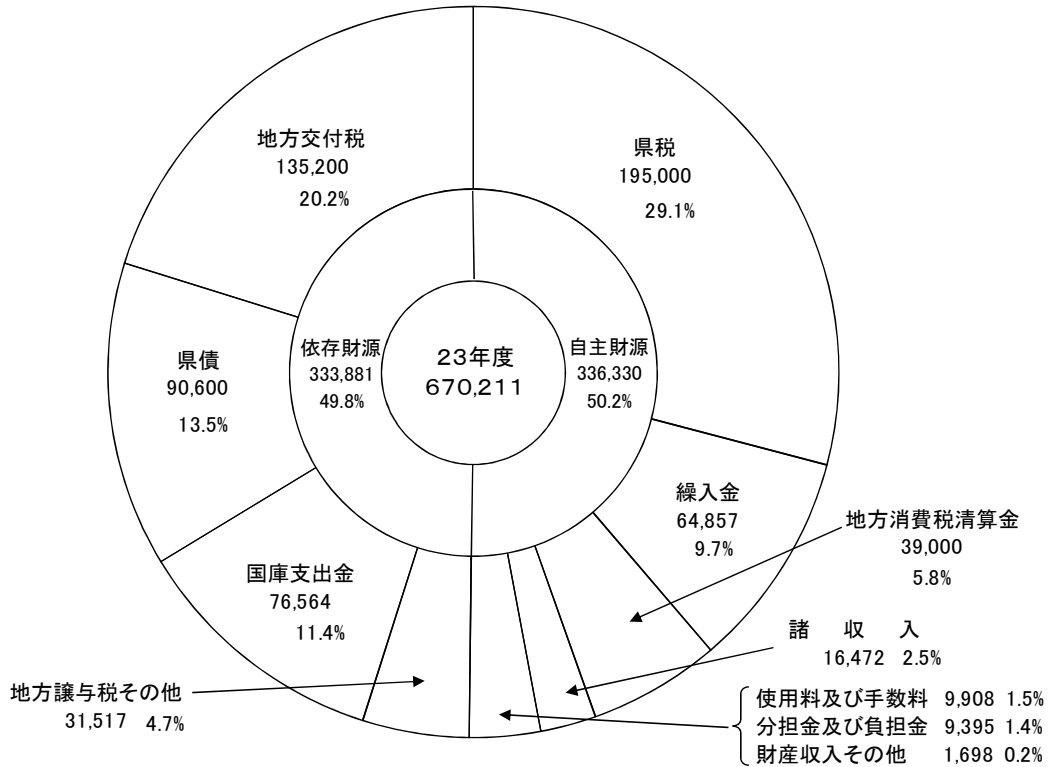 地方交付税
135,200
20.2%
県税
195,000
29.1%
県債
90,600
13.5%
依存財源
333,881
49.8%
23年度
670,211
自主財源
336,330
50.2%
繰入金
64,857
9.7%
地方消費税清算金
39,000
5.8%
国庫支出金
76,564
11.4%
諸 収 入
16,472 2.5%
地方譲与税その他
31,517 4.7%
使用料及び手数料 9,908 1.5%
分担金及び負担金 9,395 1.4%
財産収入その他 1,698 0.2%